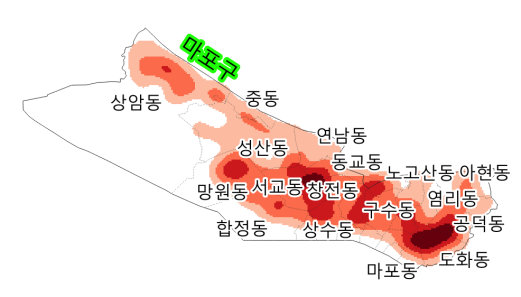 마포구
상암동
중동
연남동
성산동
동교동
노고산동
아현동
망원동
서교동
창전동
염리동
구수동
공덕동
합정동
상수동
도화동
마포동